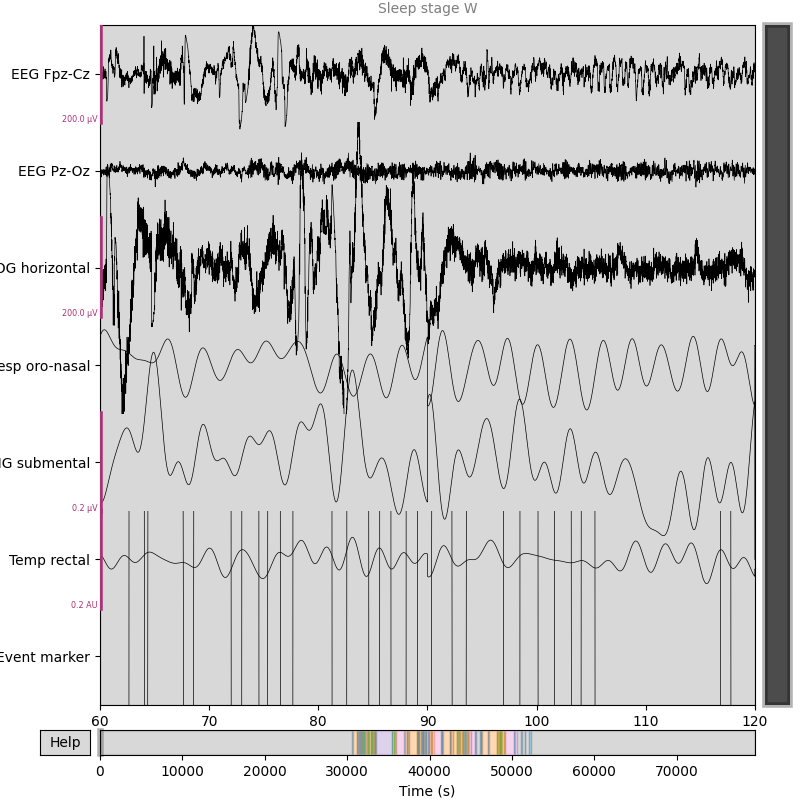 Sleep stage W
EEG Fpz-Cz
200.0 µV
EEG Pz-Oz
OG horizontal
200.0 µV
esp oro-nasal
G submental
0.2 µV
Temp rectal
0.2 AU
Event marker
60 70 80 90 100 110 120
Help
0 10000 20000 30000 40000 50000 60000 70000
Time (s)